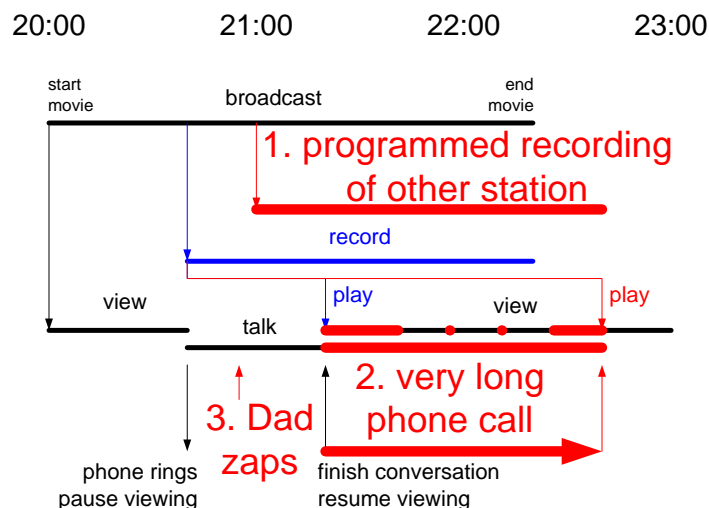 20:00 21:00 22:00 23:00
start
movie
broadcast
end
movie
1. programmed recording
of other station
record
view
play
view
play
talk
2. very long
phone call
3. Dad
zaps
phone rings
pause viewing
finish conversation
resume viewing